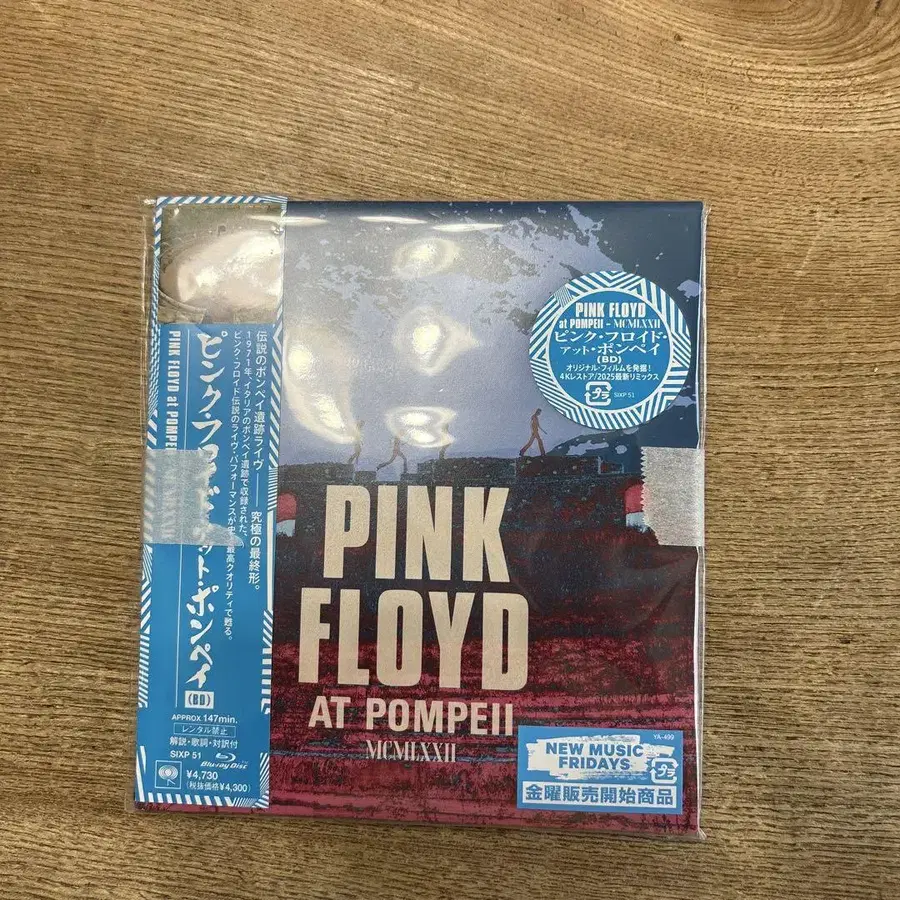 ピンク・フロイド アット・ポンペイ
(BD)
PINK FLOYD at POMPEII
伝説のポンペイ遺跡ライヴ――究極の最終形。
1971年、イタリアのポンペイ遺跡で収録された、
ピンク・フロイド伝説のライヴ・パフォーマンスが
最高クオリティで甦る。
APPROX.147min.
レンタル禁止
解説・歌詞・対訳付
SIXP 51
Blu-ray Disc
¥4,730
(税抜価格¥4,300)
PINK FLOYD
at POMPEII - MCMLXXII
ピンク・フロイド・
アット・ポンペイ
(BD)
オリジナル・フィルムを発掘!
4Kレストア/2025最新リミックス
プラ
SIXP 51
PINK
FLOYD
AT POMPEII
MCMLXXII
YA-499
NEW MUSIC
FRIDAYS
プラ
金曜販売開始商品